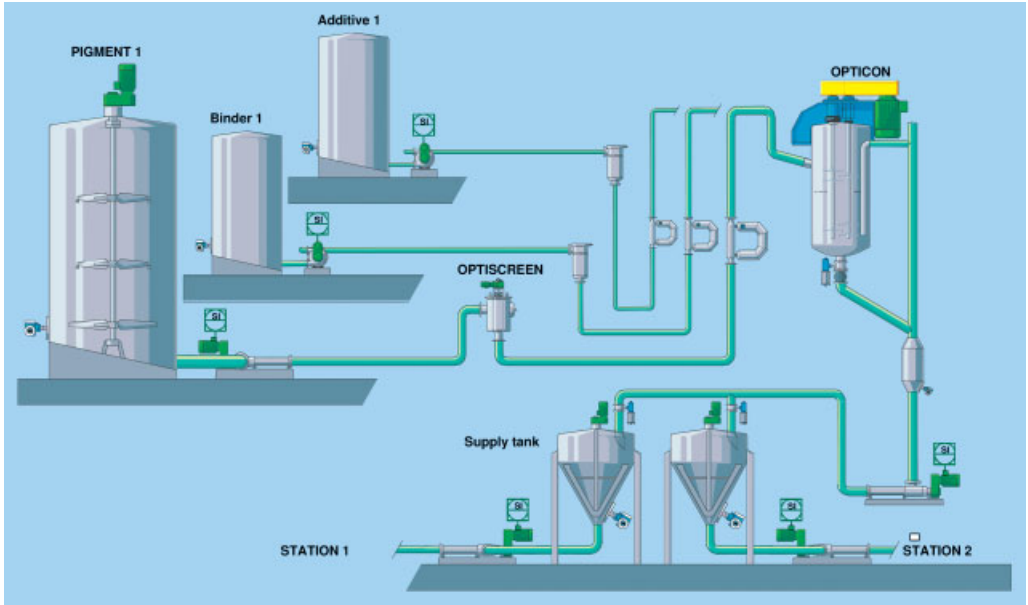 Additive 1
PIGMENT 1
OPTICON
Binder 1
SI
SI
OPTISCREEN
SI
Supply tank
SI
SI
SI
STATION 1
STATION 2